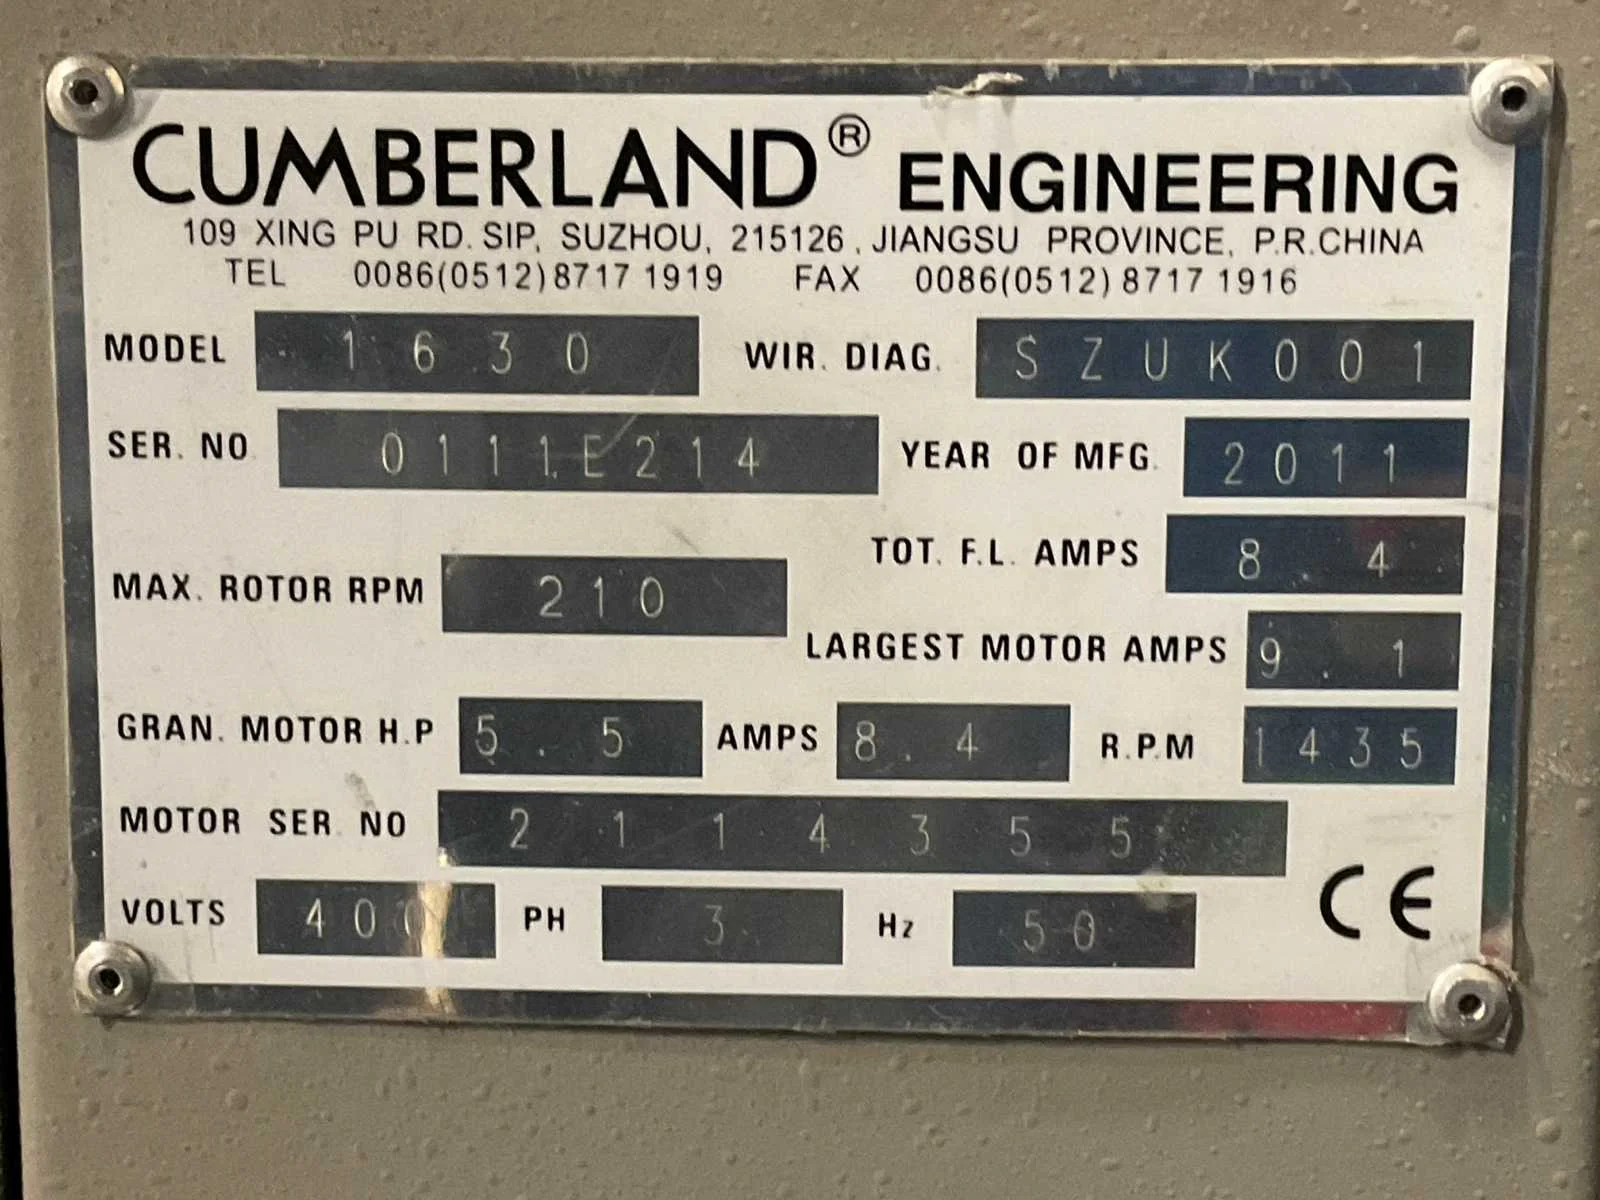 CUMBERLAND® ENGINEERING
109 XING PU RD. SIP, SUZHOU, 215126, JIANGSU PROVINCE, P.R.CHINA
TEL 0086(0512)8717 1919 FAX 0086(0512)8717 1916
MODEL 1630 WIR. DIAG. SZUK001
SER. NO 0111E214 YEAR OF MFG. 2011
TOT. F.L. AMPS 8 4
MAX. ROTOR RPM 210
LARGEST MOTOR AMPS 9.1
GRAN. MOTOR H.P 5.5 AMPS 8.4 R.P.M 1435
MOTOR SER. NO 2114355
VOLTS 400 PH 3 Hz 50
CE